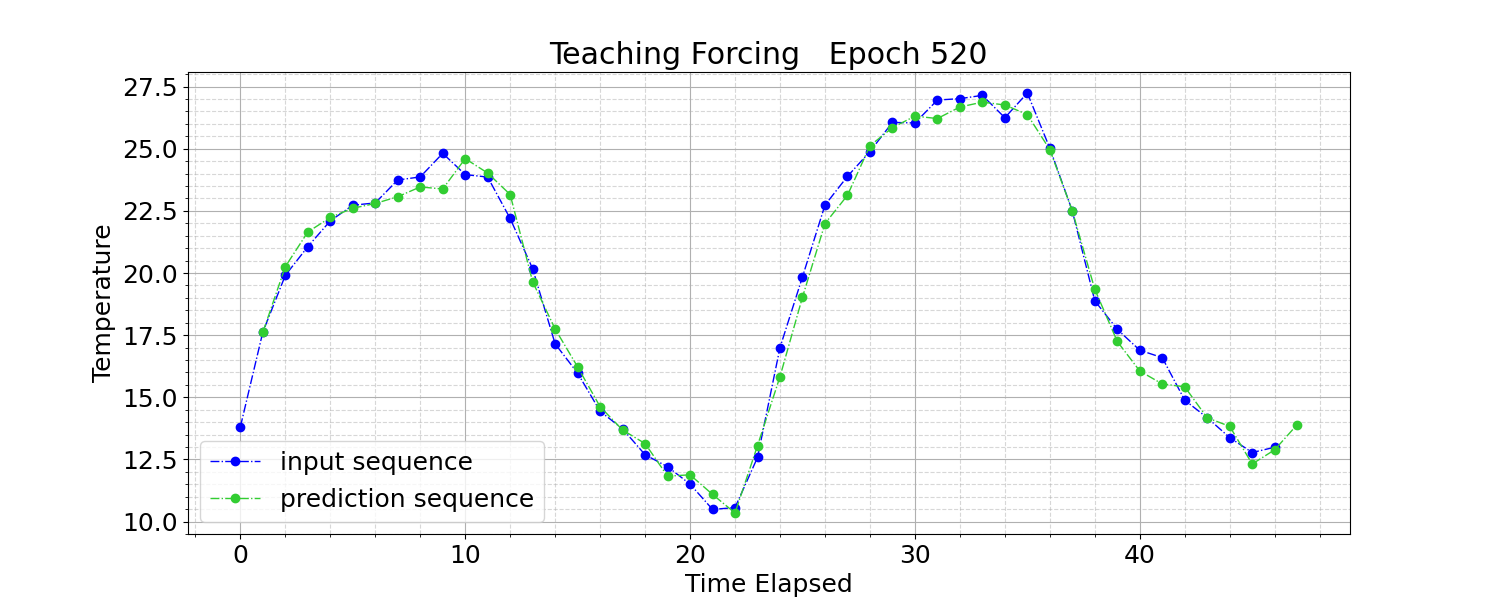 Teaching Forcing   Epoch 520
27.5
25.0
22.5
20.0
17.5
15.0
12.5
10.0
Temperature
input sequence
prediction sequence
0 10 20 30 40
Time Elapsed